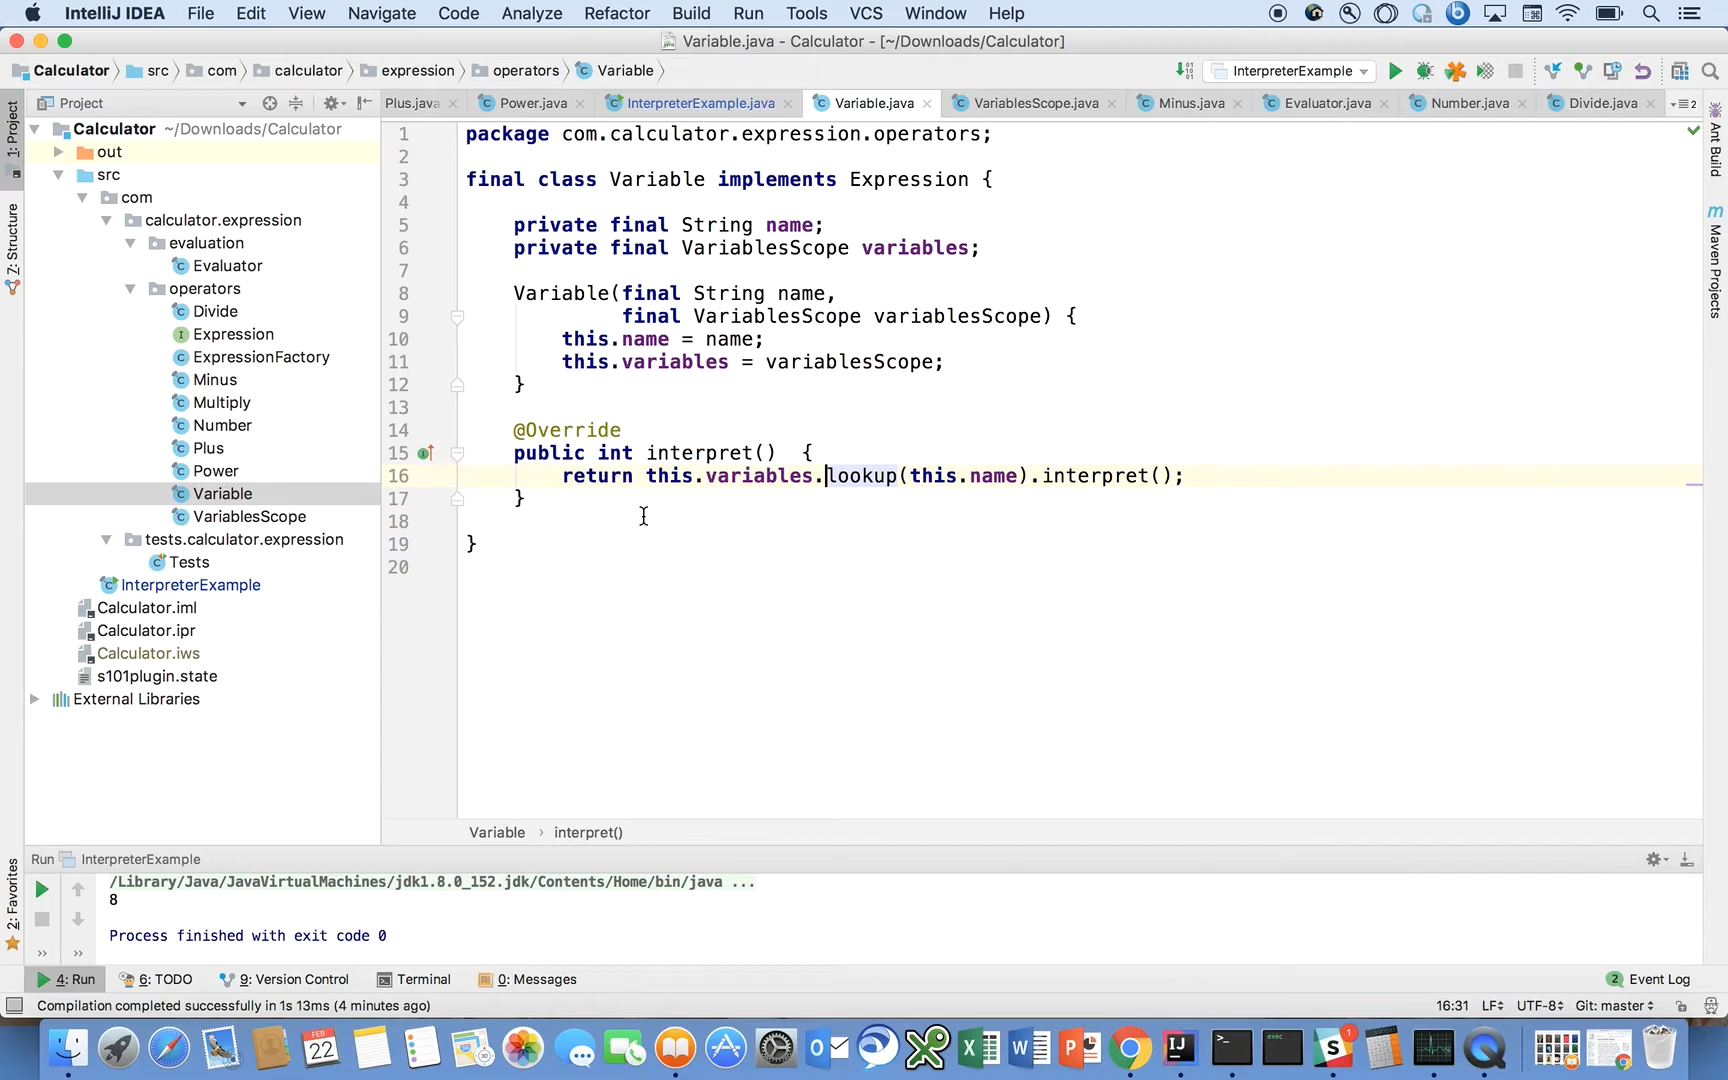 IntelliJ IDEA File Edit View Navigate Code Analyze Refactor Build Run Tools VCS Window Help
Variable.java - Calculator - [~/Downloads/Calculator]
Calculator src com calculator expression operators Variable
InterpreterExample
Project
Plus.java Power.java InterpreterExample.java Variable.java VariablesScope.java Minus.java Evaluator.java Number.java Divide.java 2
1: Project
7: Structure
2: Favorites
Ant Build
m Maven Projects
Calculator ~/Downloads/Calculator
out
src
com
calculator.expression
evaluation
Evaluator
operators
Divide
Expression
ExpressionFactory
Minus
Multiply
Number
Plus
Power
Variable
VariablesScope
tests.calculator.expression
Tests
InterpreterExample
Calculator.iml
Calculator.ipr
Calculator.iws
s101plugin.state
External Libraries
1 package com.calculator.expression.operators;
2
3 final class Variable implements Expression {
4
5 private final String name;
6 private final VariablesScope variables;
7
8 Variable(final String name,
9 final VariablesScope variablesScope) {
10 this.name = name;
11 this.variables = variablesScope;
12 }
13
14 @Override
15 public int interpret()  {
16 return this.variables.lookup(this.name).interpret();
17 }
18
19 }
20
Variable › interpret()
Run InterpreterExample
/Library/Java/JavaVirtualMachines/jdk1.8.0_152.jdk/Contents/Home/bin/java ...
8
Process finished with exit code 0
4: Run 6: TODO 9: Version Control Terminal 0: Messages 2 Event Log
Compilation completed successfully in 1s 13ms (4 minutes ago) 16:31 LF UTF-8 Git: master
FEB
22